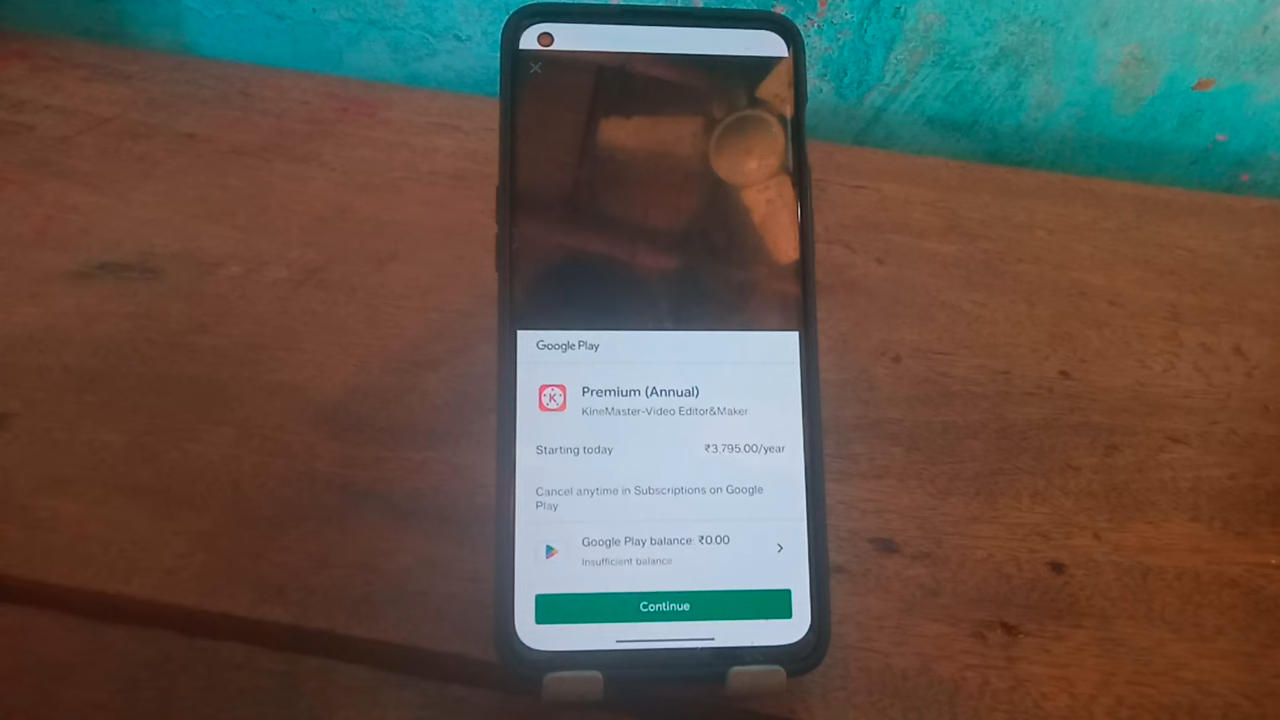 Google Play
K
Premium (Annual)
KineMaster-Video Editor&Maker
Starting today ₹3,795.00/year
Cancel anytime in Subscriptions on Google
Play
Google Play balance: ₹0.00
Insufficient balance
Continue